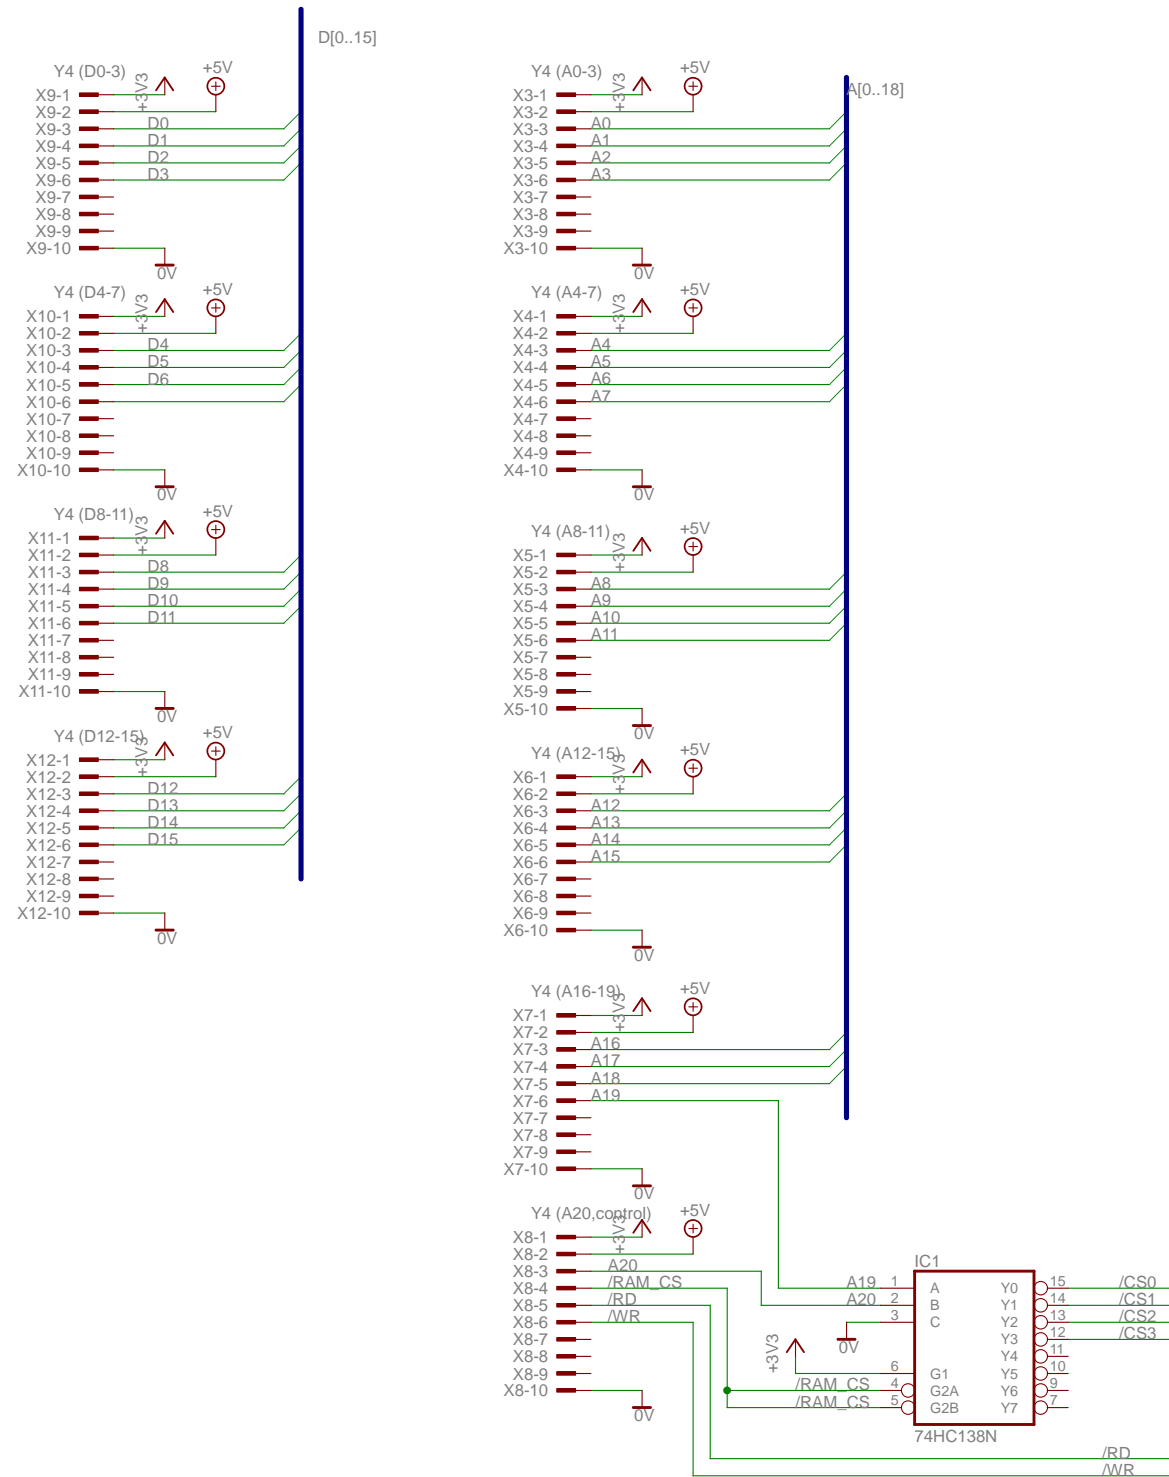 D[0..15]
Y4 (D0-3)
+3V3
+5V
X9-1
X9-2
X9-3
D0
X9-4
D1
X9-5
D2
X9-6
D3
X9-7
X9-8
X9-9
X9-10
0V
Y4 (D4-7)
+3V3
+5V
X10-1
X10-2
X10-3
D4
X10-4
D5
X10-5
D6
X10-6
X10-7
X10-8
X10-9
X10-10
0V
Y4 (D8-11)
+3V3
+5V
X11-1
X11-2
X11-3
D8
X11-4
D9
X11-5
D10
X11-6
D11
X11-7
X11-8
X11-9
X11-10
0V
Y4 (D12-15)
+3V3
+5V
X12-1
X12-2
X12-3
D12
X12-4
D13
X12-5
D14
X12-6
D15
X12-7
X12-8
X12-9
X12-10
0V
A[0..18]
Y4 (A0-3)
+3V3
+5V
X3-1
X3-2
X3-3
A0
X3-4
A1
X3-5
A2
X3-6
A3
X3-7
X3-8
X3-9
X3-10
0V
Y4 (A4-7)
+3V3
+5V
X4-1
X4-2
X4-3
A4
X4-4
A5
X4-5
A6
X4-6
A7
X4-7
X4-8
X4-9
X4-10
0V
Y4 (A8-11)
+3V3
+5V
X5-1
X5-2
X5-3
A8
X5-4
A9
X5-5
A10
X5-6
A11
X5-7
X5-8
X5-9
X5-10
0V
Y4 (A12-15)
+3V3
+5V
X6-1
X6-2
X6-3
A12
X6-4
A13
X6-5
A14
X6-6
A15
X6-7
X6-8
X6-9
X6-10
0V
Y4 (A16-19)
+3V3
+5V
X7-1
X7-2
X7-3
A16
X7-4
A17
X7-5
A18
X7-6
A19
X7-7
X7-8
X7-9
X7-10
0V
Y4 (A20,control)
+3V3
+5V
X8-1
X8-2
X8-3
A20
X8-4
/RAM_CS
X8-5
/RD
X8-6
/WR
X8-7
X8-8
X8-9
X8-10
0V
IC1
A19 1 A Y0 15 /CS0
A20 2 B Y1 14 /CS1
3 C Y2 13 /CS2
Y3 12 /CS3
0V
+3V3
Y4 11
6 G1 Y5 10
/RAM_CS 4 G2A Y6 9
/RAM_CS 5 G2B Y7 7
74HC138N
/RD
/WR